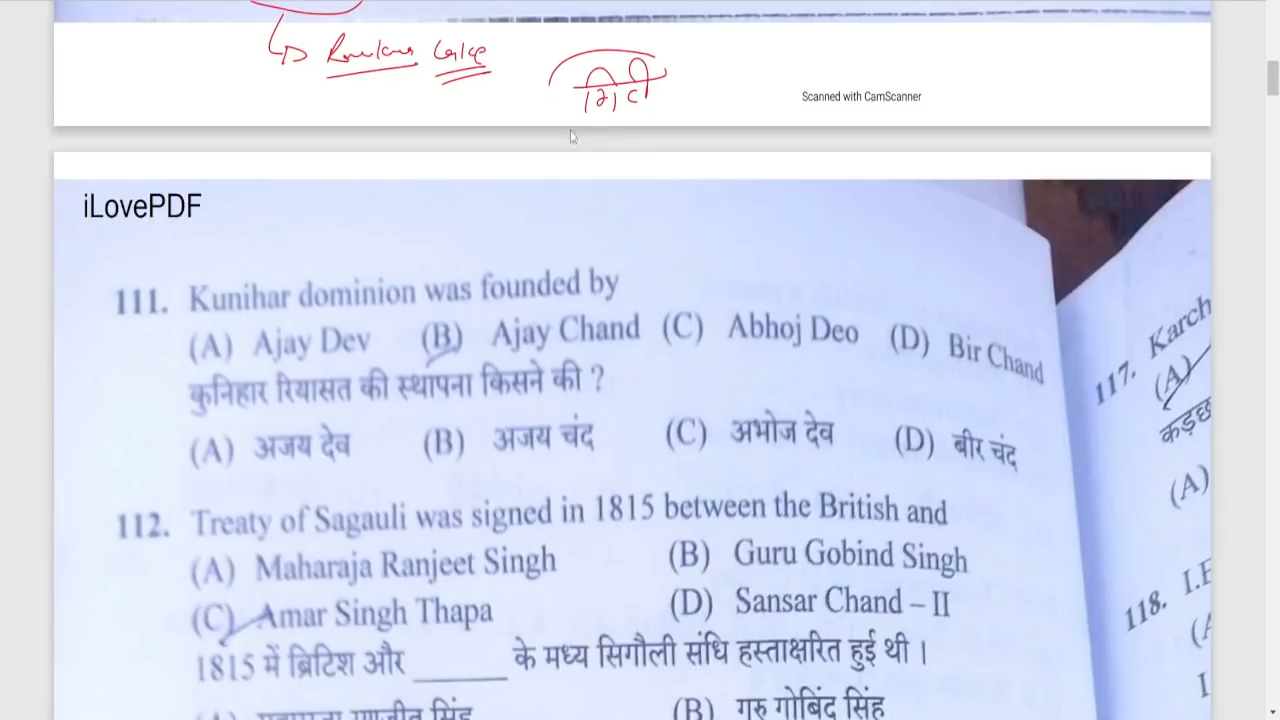 Scanned with CamScanner
iLovePDF
111. Kunihar dominion was founded by
(A) Ajay Dev (B) Ajay Chand (C) Abhoj Deo (D) Bir Chand
कुनिहार रियासत की स्थापना किसने की ?
(A) अजय देव (B) अजय चंद (C) अभोज देव (D) बीर चंद
112. Treaty of Sagauli was signed in 1815 between the British and
(A) Maharaja Ranjeet Singh (B) Guru Gobind Singh
(C) Amar Singh Thapa (D) Sansar Chand – II
1815 में ब्रिटिश और ______ के मध्य सिगौली संधि हस्ताक्षरित हुई थी ।
(B) गुरु गोबिंद सिंह
117. Karch
(A)
कड़छ
(A)
118.